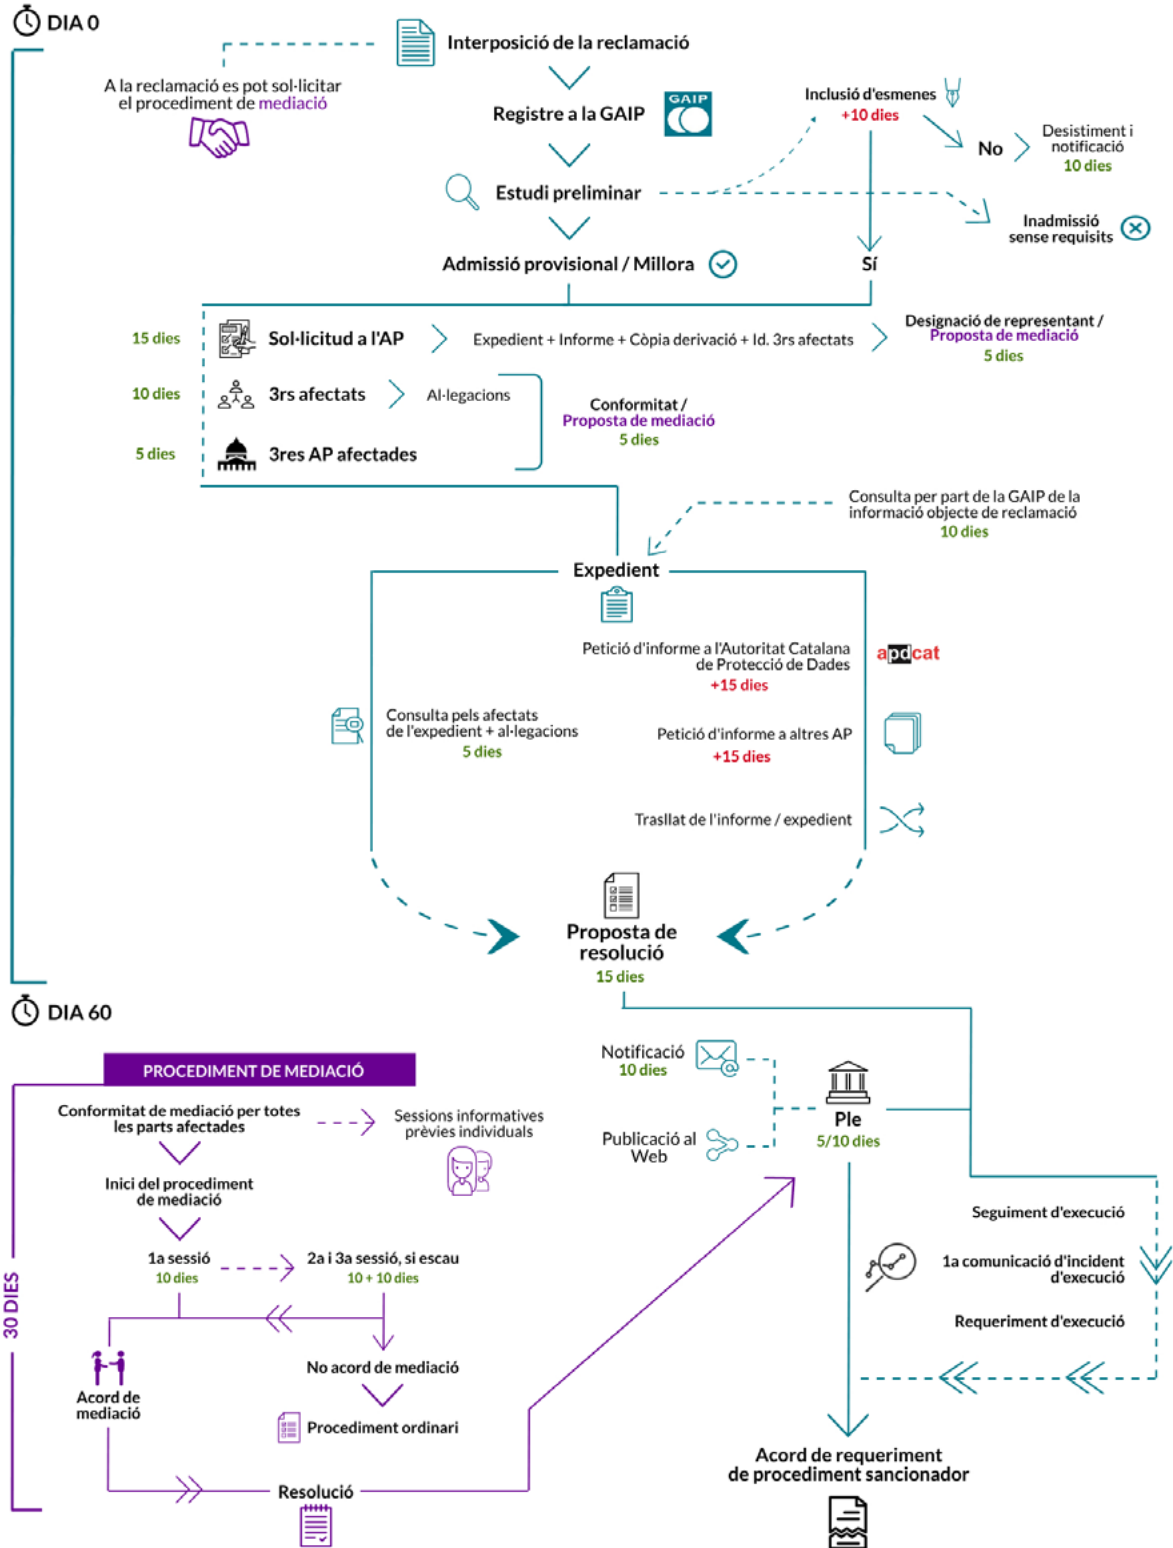 DIA 0
Interposició de la reclamació
A la reclamació es pot sol·licitar
el procediment de mediació
Registre a la GAIP
GAIP
Inclusió d'esmenes
+10 dies
No
Desistiment i
notificació
10 dies
Estudi preliminar
Inadmissió
sense requisits
Admissió provisional / Millora
Sí
15 dies
Sol·licitud a l'AP
Expedient + Informe + Còpia derivació + Id. 3rs afectats
Designació de representant /
Proposta de mediació
5 dies
10 dies
3rs afectats
Al·legacions
Conformitat /
Proposta de mediació
5 dies
5 dies
3res AP afectades
Consulta per part de la GAIP de la
informació objecte de reclamació
10 dies
Expedient
Petició d'informe a l'Autoritat Catalana
de Protecció de Dades
+15 dies
apdcat
Consulta pels afectats
de l'expedient + al·legacions
5 dies
Petició d'informe a altres AP
+15 dies
Trasllat de l'informe / expedient
Proposta de
resolució
15 dies
DIA 60
PROCEDIMENT DE MEDIACIÓ
Conformitat de mediació per totes
les parts afectades
Sessions informatives
prèvies individuals
Inici del procediment
de mediació
1a sessió
10 dies
2a i 3a sessió, si escau
10 + 10 dies
30 DIES
No acord de mediació
Acord de
mediació
Procediment ordinari
Resolució
Notificació
10 dies
Publicació al
Web
Ple
5/10 dies
Seguiment d'execució
1a comunicació d'incident
d'execució
Requeriment d'execució
Acord de requeriment
de procediment sancionador